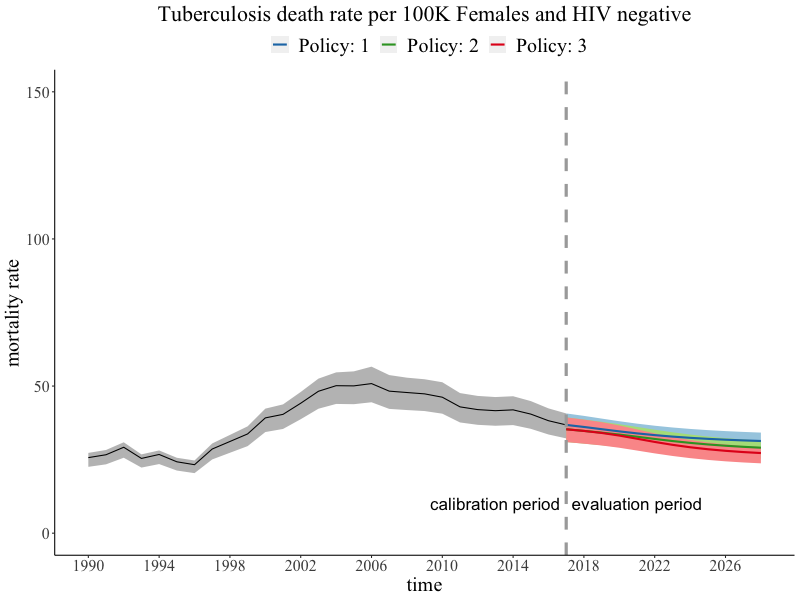 Tuberculosis death rate per 100K Females and HIV negative
Policy: 1 Policy: 2 Policy: 3
150
100
50
0
mortality rate
calibration period evaluation period
1990 1994 1998 2002 2006 2010 2014 2018 2022 2026
time